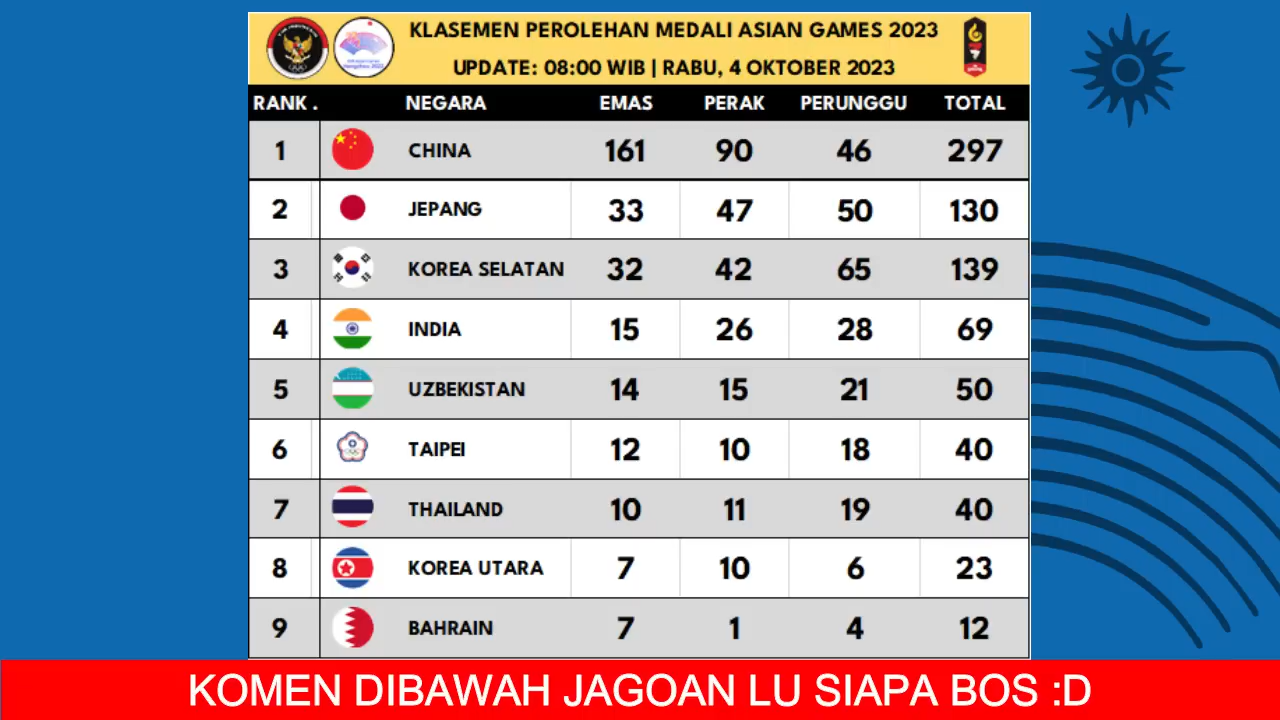 KLASEMEN PEROLEHAN MEDALI ASIAN GAMES 2023
UPDATE: 08:00 WIB | RABU, 4 OKTOBER 2023
RANK . NEGARA EMAS PERAK PERUNGGU TOTAL
1 CHINA 161 90 46 297
2 JEPANG 33 47 50 130
3 KOREA SELATAN 32 42 65 139
4 INDIA 15 26 28 69
5 UZBEKISTAN 14 15 21 50
6 TAIPEI 12 10 18 40
7 THAILAND 10 11 19 40
8 KOREA UTARA 7 10 6 23
9 BAHRAIN 7 1 4 12
KOMEN DIBAWAH JAGOAN LU SIAPA BOS :D